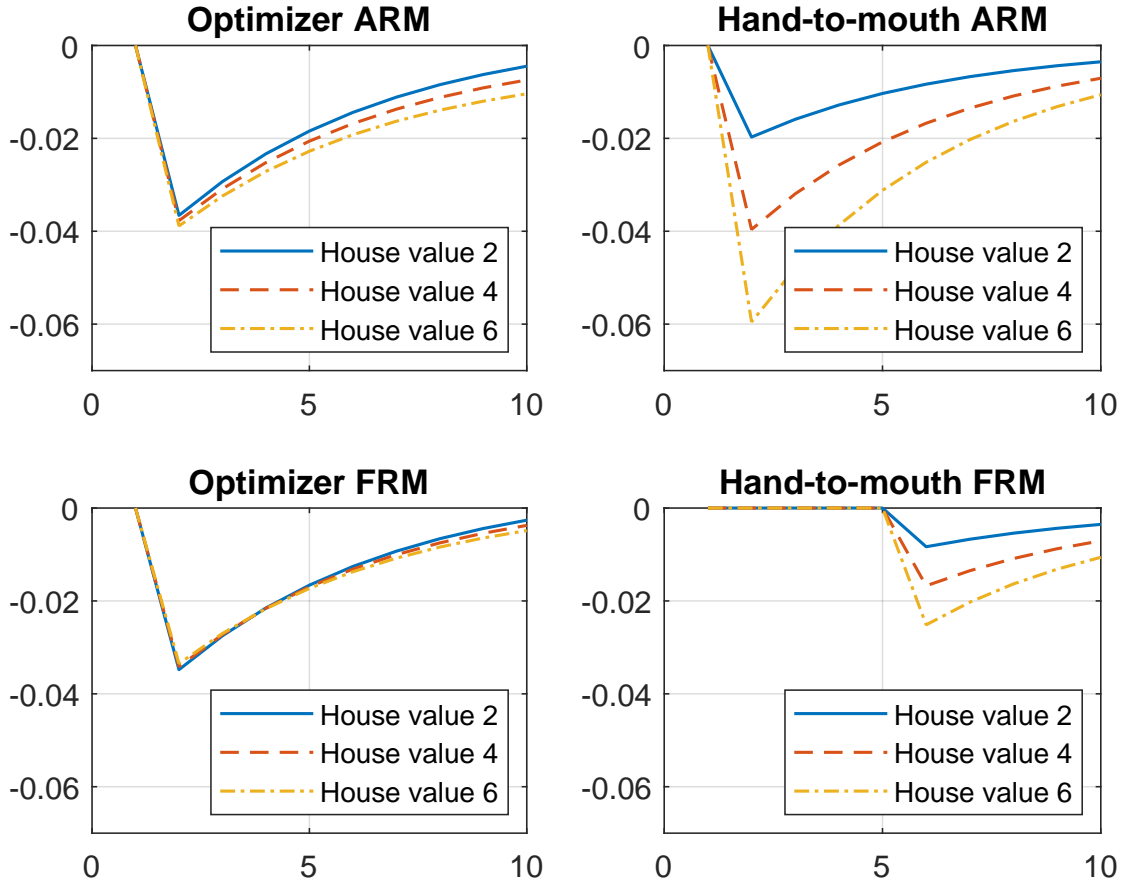 Optimizer ARM
0
-0.02
-0.04
-0.06
House value 2
House value 4
House value 6
0
5
10
Hand-to-mouth ARM
0
-0.02
-0.04
-0.06
House value 2
House value 4
House value 6
0
5
10
Optimizer FRM
0
-0.02
-0.04
-0.06
House value 2
House value 4
House value 6
0
5
10
Hand-to-mouth FRM
0
-0.02
-0.04
-0.06
House value 2
House value 4
House value 6
0
5
10